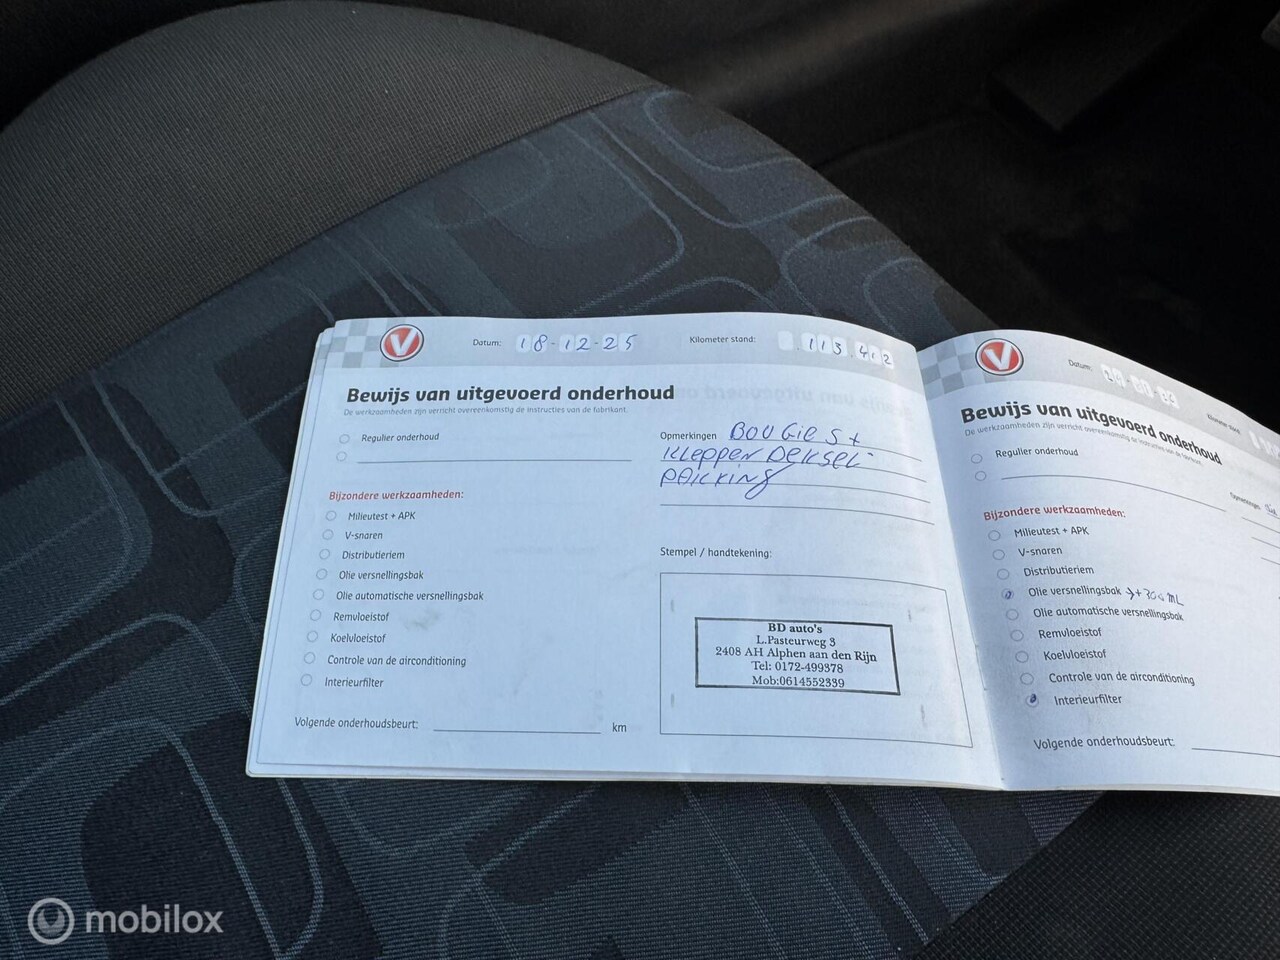 V
Datum: 18-12-25
Kilometer stand: .113.412
Bewijs van uitgevoerd onderhoud
De werkzaamheden zijn verricht overeenkomstig de instructies van de fabrikant.
Regulier onderhoud
Opmerkingen BOUGIES +
KLEPPENDEKSEL-
PAKKING
Bijzondere werkzaamheden:
Milieutest + APK
V-snaren
Distributieriem
Olie versnellingsbak
Olie automatische versnellingsbak
Remvloeistof
Koelvloeistof
Controle van de airconditioning
Interieurfilter
Volgende onderhoudsbeurt: km
Stempel / handtekening:
BD auto's
L.Pasteurweg 3
2408 AH Alphen aan den Rijn
Tel: 0172-499378
Mob:0614552339
V
Datum:
Kilometer stand:
Bewijs van uitgevoerd onderhoud
De werkzaamheden zijn verricht overeenkomstig de instructies van de fabrikant.
Regulier onderhoud
Opmerkingen
Bijzondere werkzaamheden:
Milieutest + APK
V-snaren
Distributieriem
Olie versnellingsbak
Olie automatische versnellingsbak
Remvloeistof
Koelvloeistof
Controle van de airconditioning
Interieurfilter
Volgende onderhoudsbeurt:
mobilox